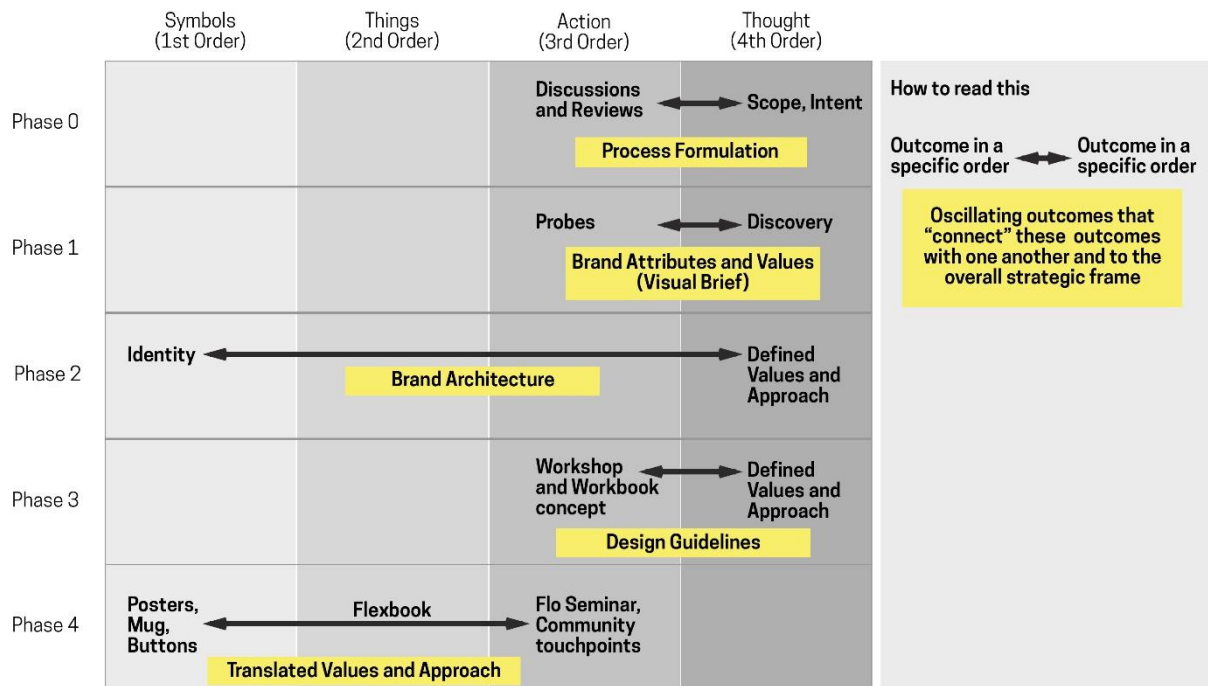 Symbols
(1st Order)
Things
(2nd Order)
Action
(3rd Order)
Thought
(4th Order)
Phase 0
Discussions
and Reviews
Scope, Intent
Process Formulation
Phase 1
Probes
Discovery
Brand Attributes and Values
(Visual Brief)
Phase 2
Identity
Defined
Values and
Approach
Brand Architecture
Phase 3
Workshop
and Workbook
concept
Defined
Values and
Approach
Design Guidelines
Phase 4
Posters,
Mug,
Buttons
Flexbook
Flo Seminar,
Community
touchpoints
Translated Values and Approach
How to read this
Outcome in a
specific order
Outcome in a
specific order
Oscillating outcomes that
“connect” these outcomes
with one another and to the
overall strategic frame